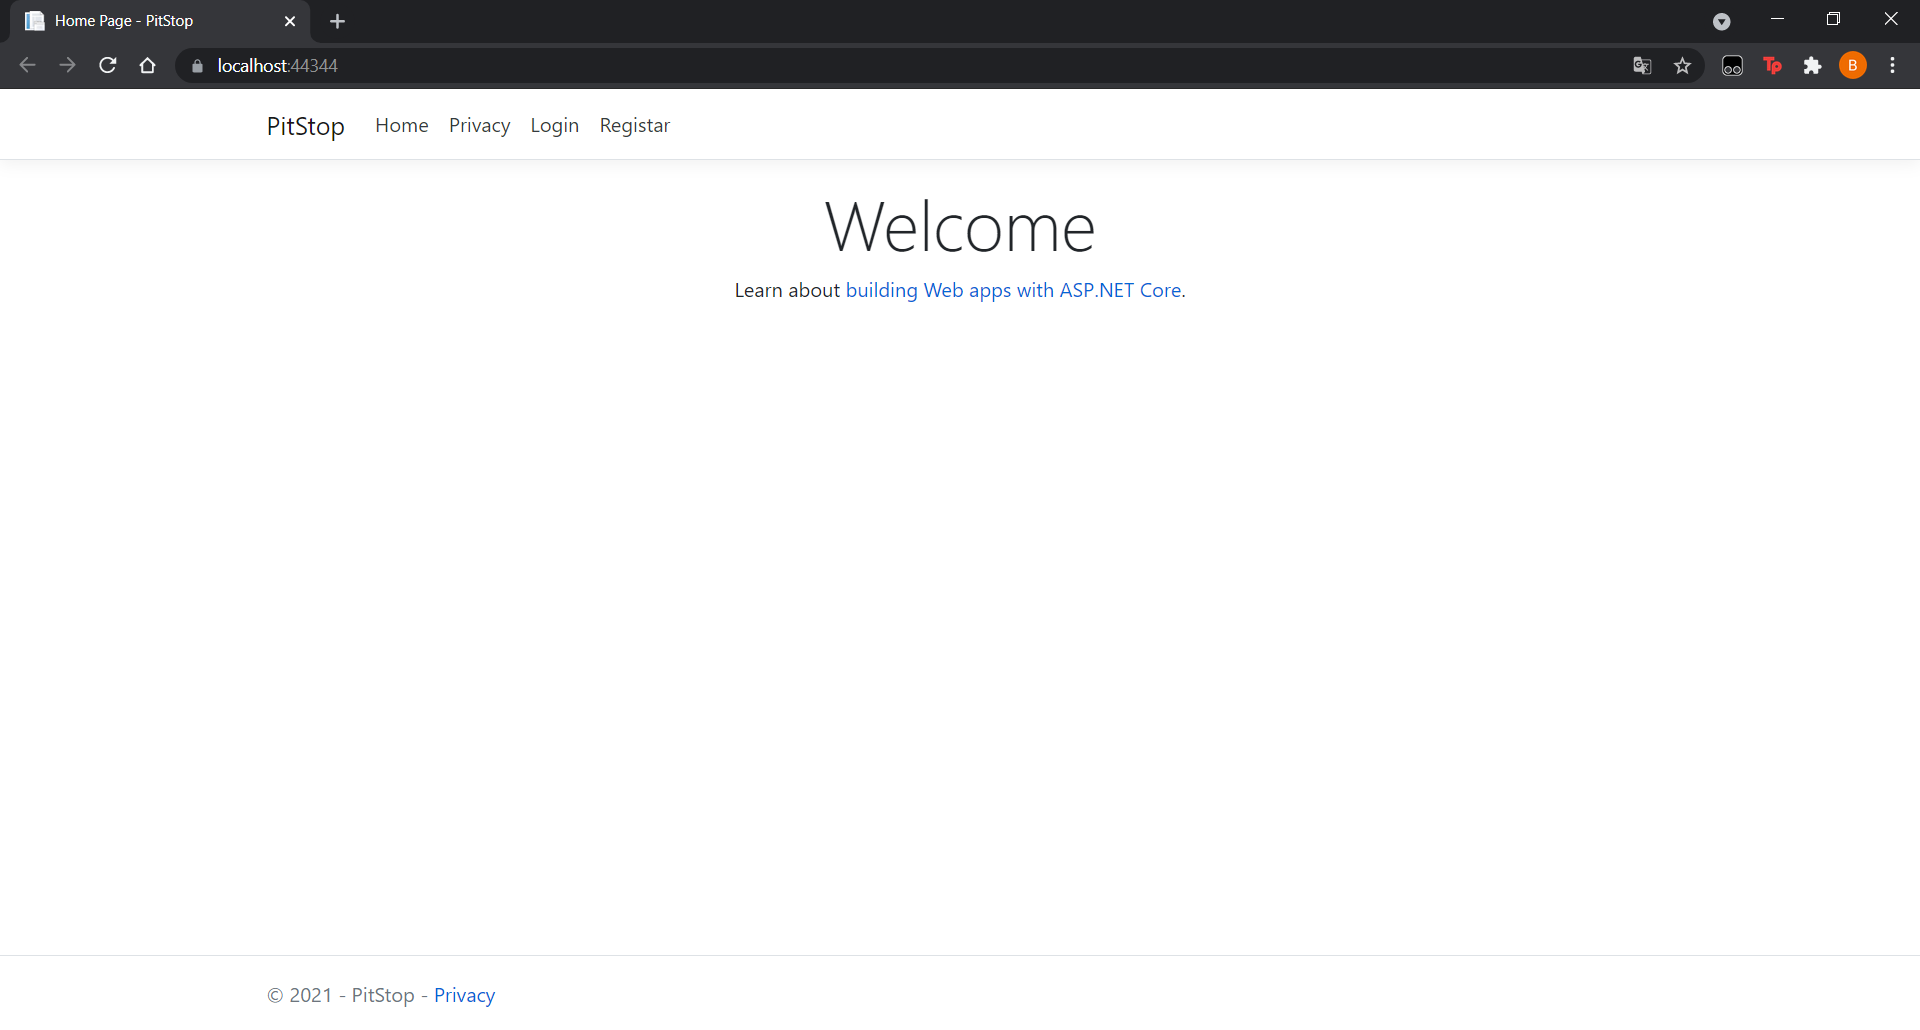 Home Page - PitStop
localhost:44344
B
PitStop Home Privacy Login Registar
Welcome
Learn about building Web apps with ASP.NET Core.
© 2021 - PitStop - Privacy